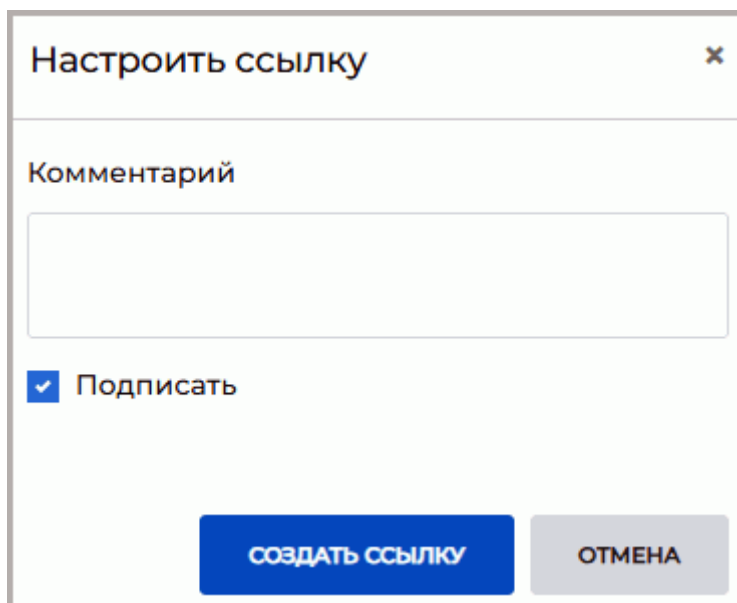 Настроить ссылку
Комментарий
Подписать
СОЗДАТЬ ССЫЛКУ ОТМЕНА